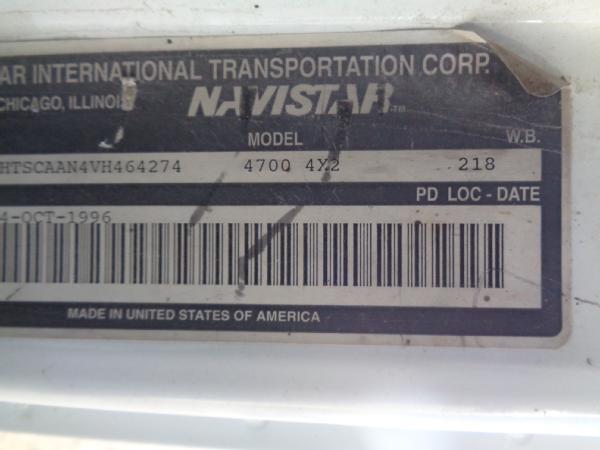 AR INTERNATIONAL TRANSPORTATION CORP.
CHICAGO, ILLINOIS NAVISTAR TM
MODEL W.B.
HTSCAAN4VH464274 4700 4X2 218
PD LOC - DATE
4-OCT-1996
MADE IN UNITED STATES OF AMERICA